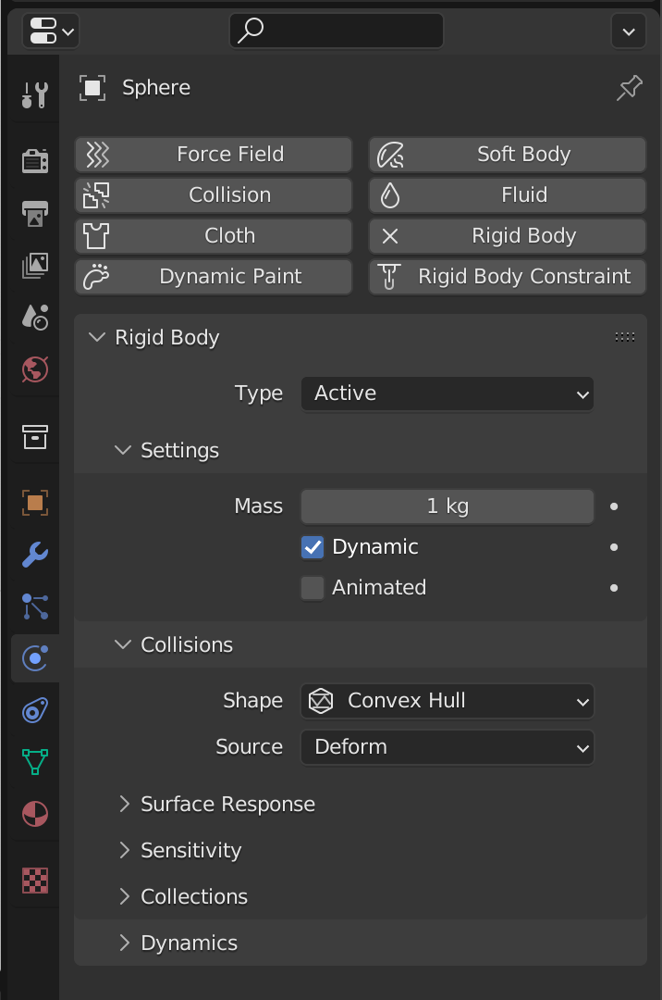 Sphere
Force Field Soft Body
Collision Fluid
Cloth Rigid Body
Dynamic Paint Rigid Body Constraint
Rigid Body
Type Active
Settings
Mass 1 kg
Dynamic
Animated
Collisions
Shape Convex Hull
Source Deform
Surface Response
Sensitivity
Collections
Dynamics